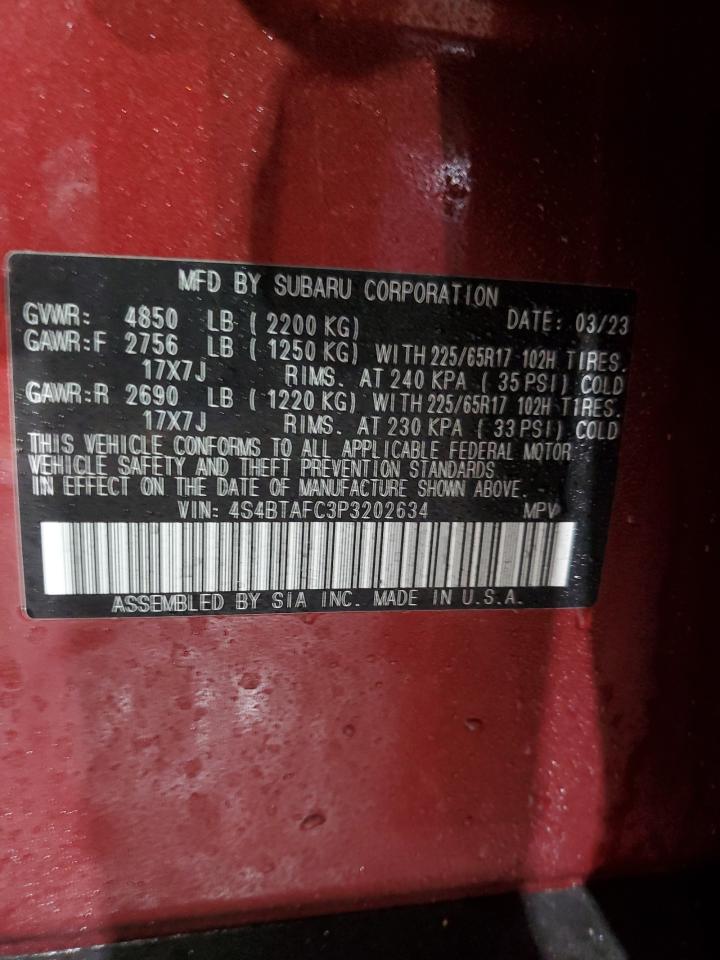 MFD BY SUBARU CORPORATION
GVWR: 4850 LB ( 2200 KG) DATE: 03/23
GAWR:F 2756 LB ( 1250 KG) WITH 225/65R17 102H TIRES.
17X7J RIMS. AT 240 KPA ( 35 PSI) COLD
GAWR:R 2690 LB ( 1220 KG) WITH 225/65R17 102H TIRES.
17X7J RIMS. AT 230 KPA ( 33 PSI) COLD
THIS VEHICLE CONFORMS TO ALL APPLICABLE FEDERAL MOTOR
VEHICLE SAFETY AND THEFT PREVENTION STANDARDS
IN EFFECT ON THE DATE OF MANUFACTURE SHOWN ABOVE.
VIN: 4S4BTAFC3P3202634 MPV
ASSEMBLED BY SIA INC. MADE IN U.S.A.